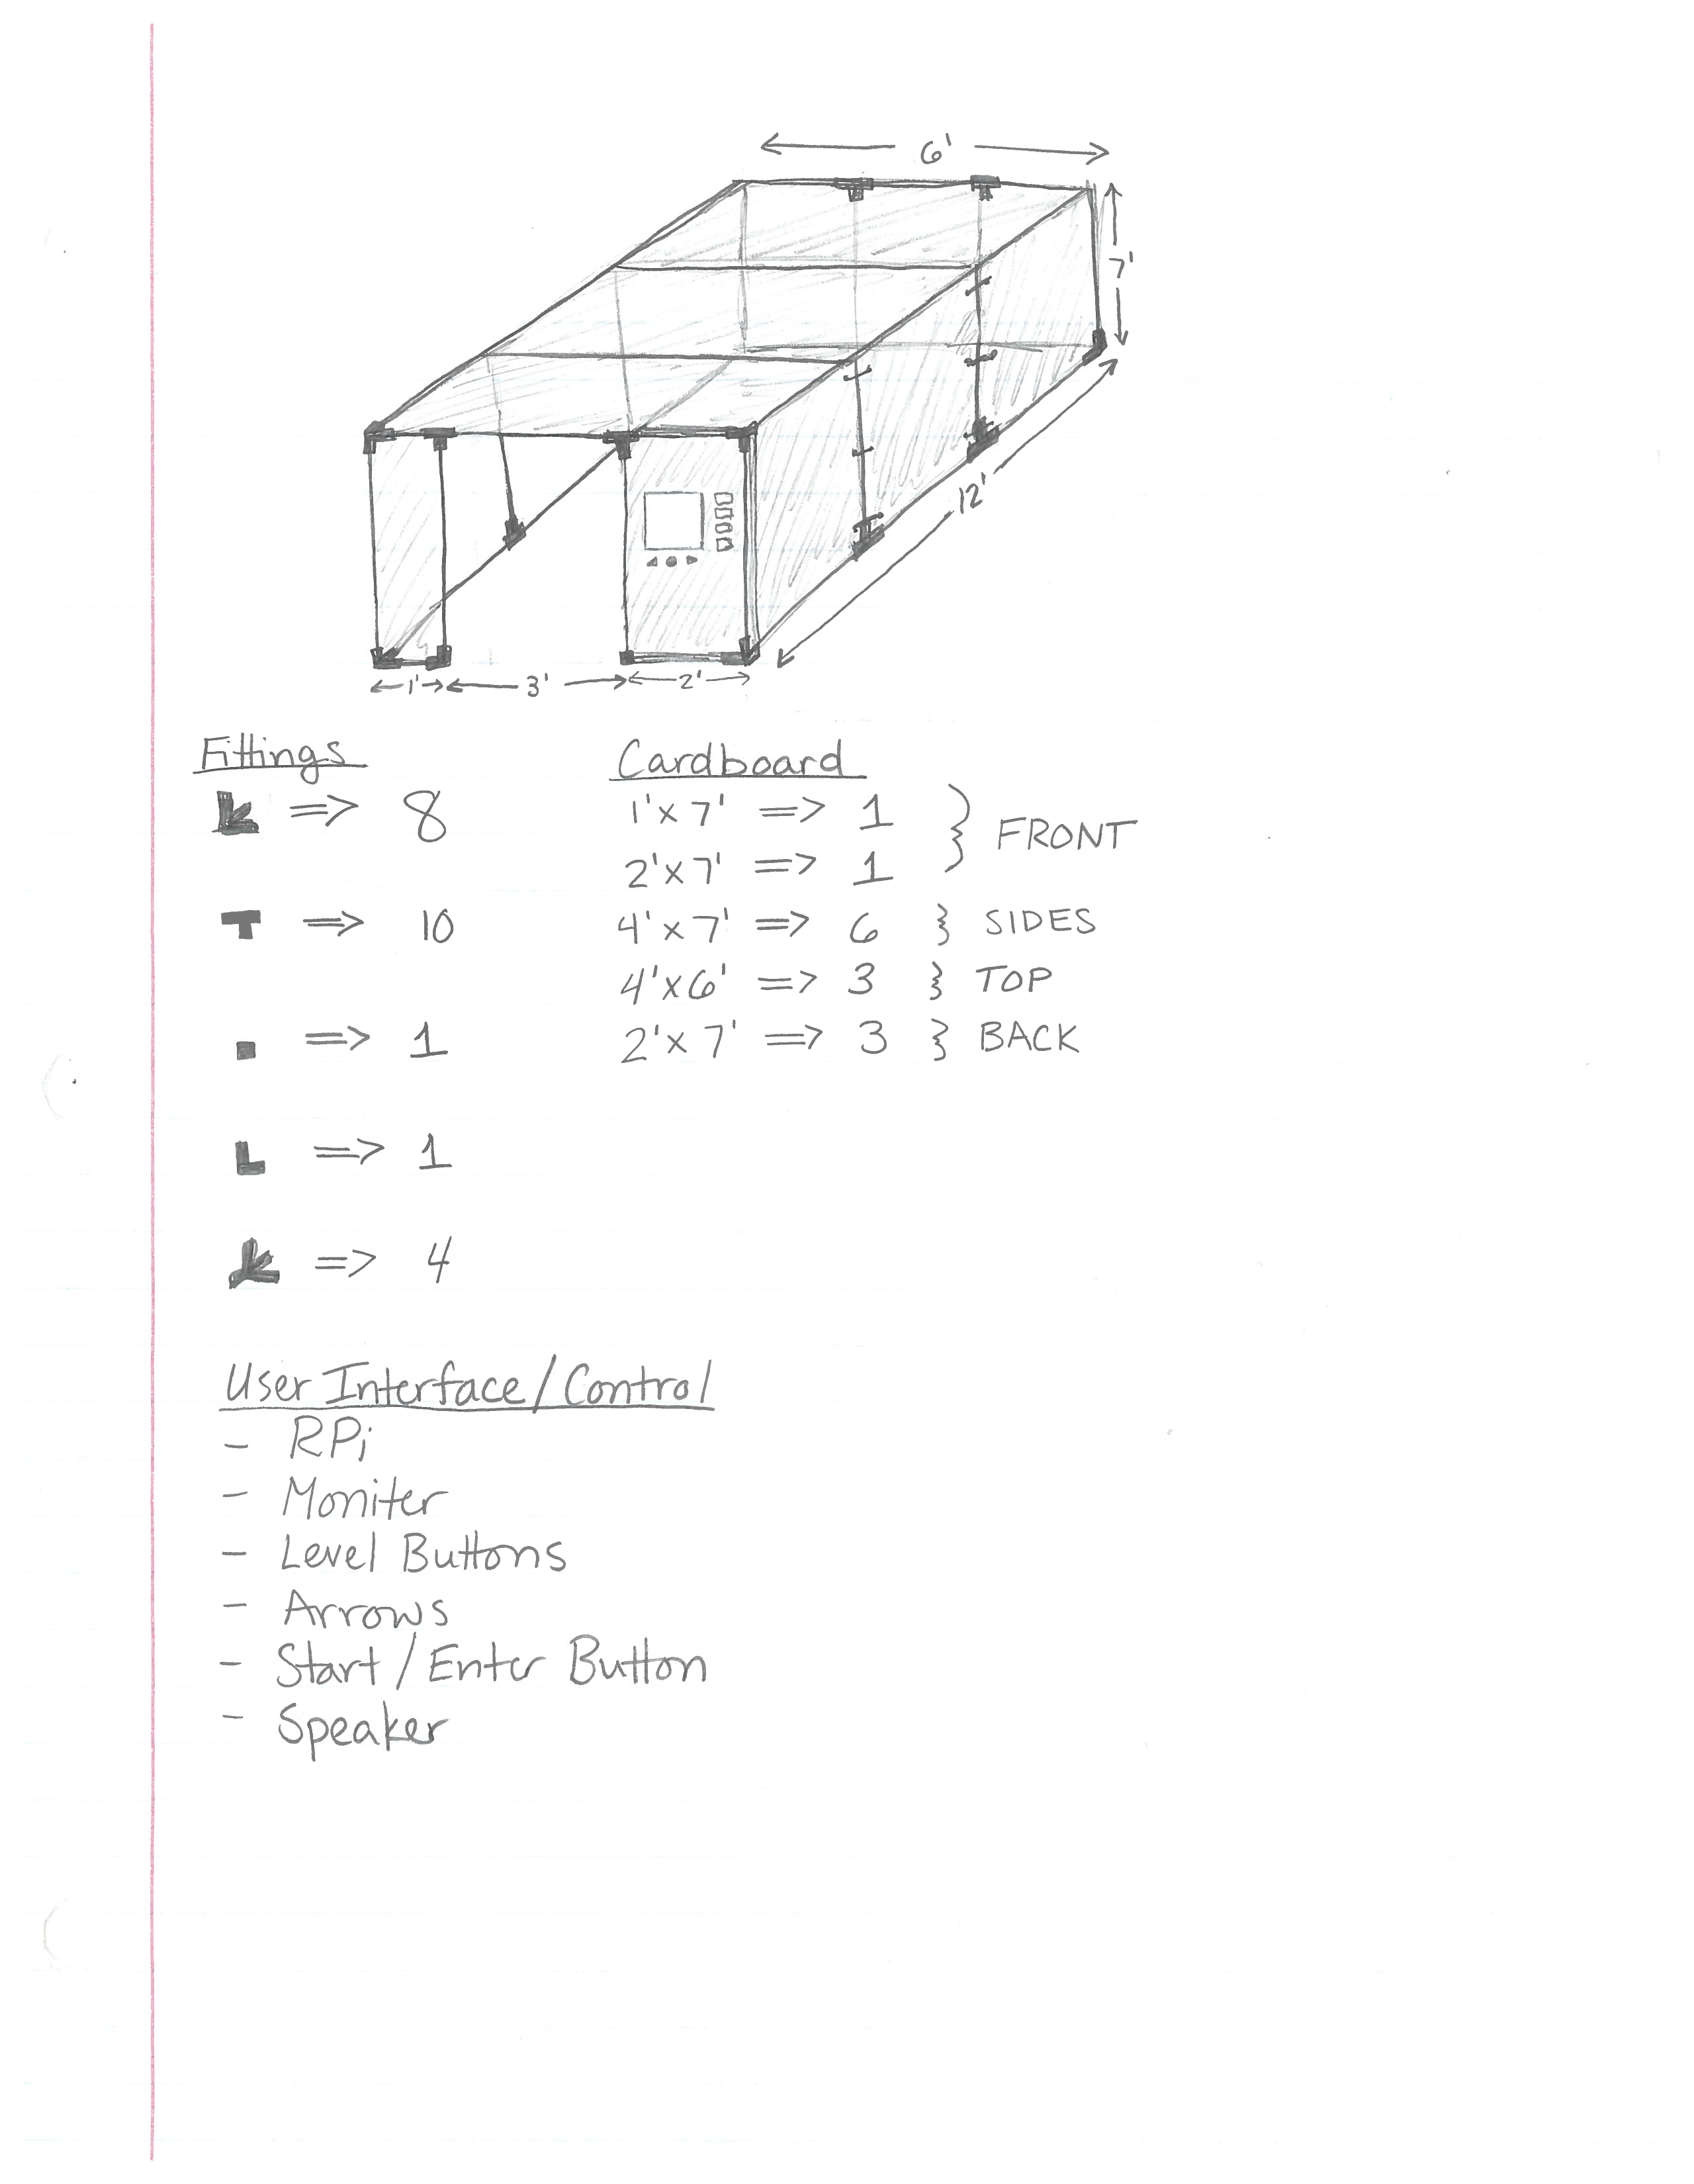 6'
7'
12'
1' 3' 2'
Fittings
=> 8
=> 10
=> 1
=> 1
=> 4
Cardboard
1' x 7' => 1
2' x 7' => 1 } FRONT
4' x 7' => 6 } SIDES
4' x 6' => 3 } TOP
2' x 7' => 3 } BACK
User Interface/Control
- RPi
- Moniter
- Level Buttons
- Arrows
- Start/Enter Button
- Speaker